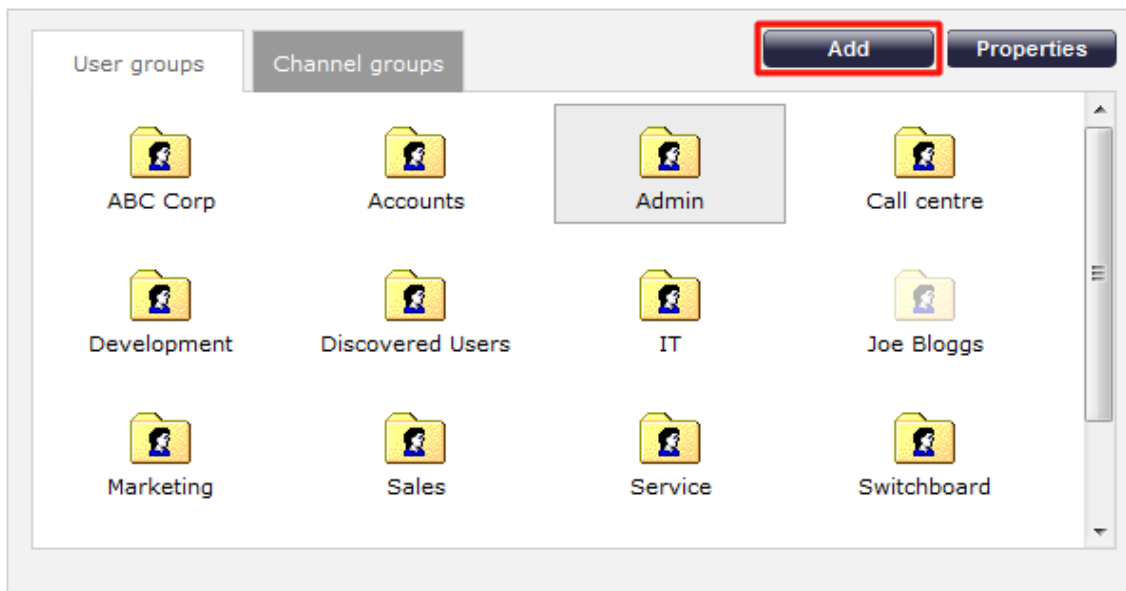 User groups
Channel groups
Add
Properties
ABC Corp
Accounts
Admin
Call centre
Development
Discovered Users
IT
Joe Bloggs
Marketing
Sales
Service
Switchboard